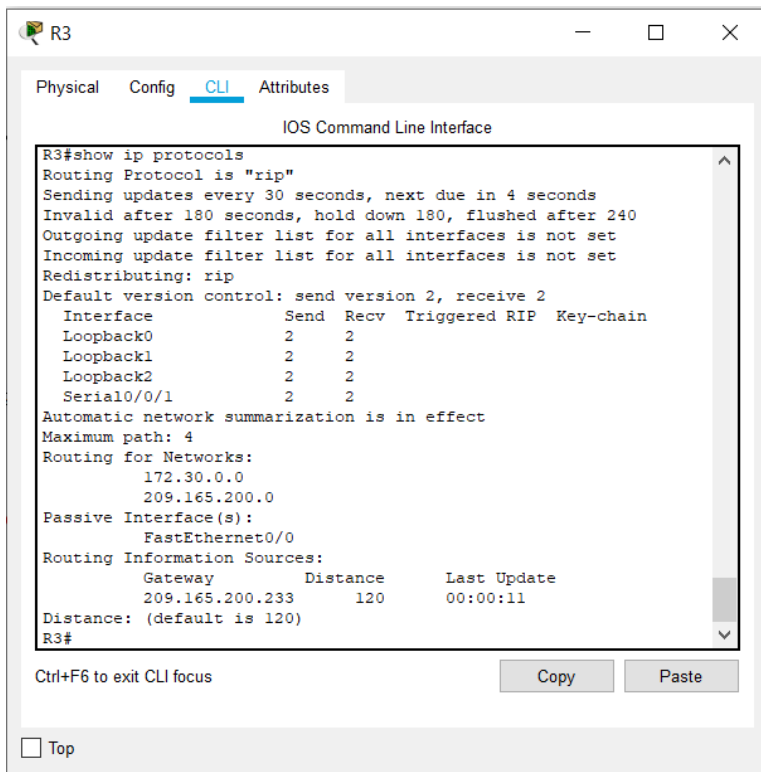 R3
Physical Config CLI Attributes
IOS Command Line Interface
R3#show ip protocols
Routing Protocol is "rip"
Sending updates every 30 seconds, next due in 4 seconds
Invalid after 180 seconds, hold down 180, flushed after 240
Outgoing update filter list for all interfaces is not set
Incoming update filter list for all interfaces is not set
Redistributing: rip
Default version control: send version 2, receive 2
  Interface             Send  Recv  Triggered RIP  Key-chain
  Loopback0             2     2
  Loopback1             2     2
  Loopback2             2     2
  Serial0/0/1           2     2
Automatic network summarization is in effect
Maximum path: 4
Routing for Networks:
          172.30.0.0
          209.165.200.0
Passive Interface(s):
          FastEthernet0/0
Routing Information Sources:
          Gateway         Distance      Last Update
          209.165.200.233      120      00:00:11
Distance: (default is 120)
R3#
Ctrl+F6 to exit CLI focus
Copy Paste
Top